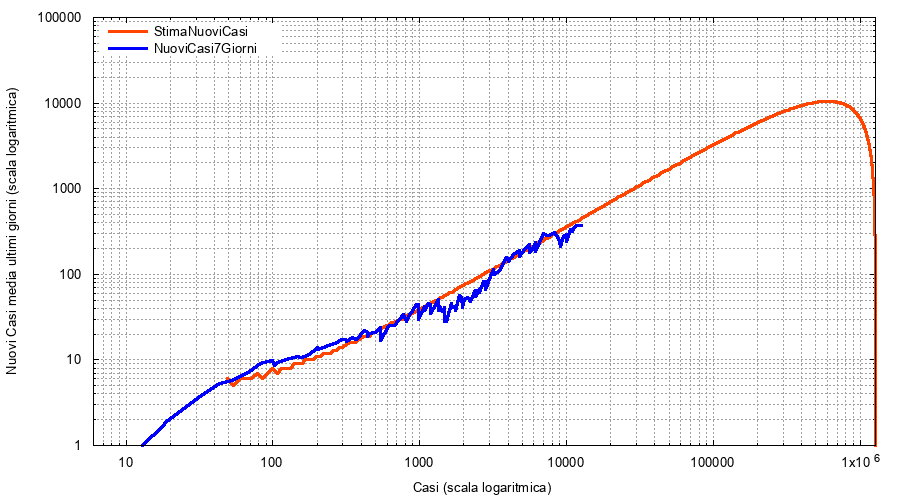 100000
10000
1000
100
10
1
StimaNuoviCasi
NuoviCasi7Giorni
Nuovi Casi media ultimi giorni (scala logaritmica)
10 100 1000 10000 100000 1x10 6
Casi (scala logaritmica)